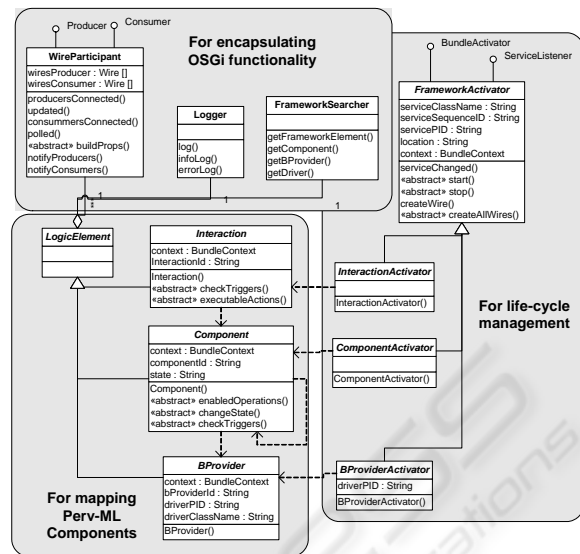 Producer
Consumer
For encapsulating
OSGi functionality
WireParticipant
wiresProducer : Wire []
wiresConsumer : Wire []
producersConnected()
updated()
consummersConnected()
polled()
«abstract» buildProps()
notifyProducers()
notifyConsumers()
Logger
log()
infoLog()
errorLog()
FrameworkSearcher
getFrameworkElement()
getComponent()
getBProvider()
getDriver()
BundleActivator
ServiceListener
FrameworkActivator
serviceClassName : String
serviceSequenceID : String
servicePID : String
location : String
context : BundleContext
serviceChanged()
«abstract» start()
«abstract» stop()
createWire()
«abstract» createAllWires()
1
1
1
LogicElement
Interaction
context : BundleContext
InteractionId : String
Interaction()
«abstract» checkTriggers()
«abstract» executableActions()
InteractionActivator
InteractionActivator()
For life-cycle
management
Component
context : BundleContext
componentId : String
state : String
Component()
«abstract» enabledOperations()
«abstract» changeState()
«abstract» checkTriggers()
ComponentActivator
ComponentActivator()
BProvider
context : BundleContext
bProviderId : String
driverPID : String
driverClassName : String
BProvider()
BProviderActivator
driverPID : String
BProviderActivator()
For mapping
Perv-ML
Components